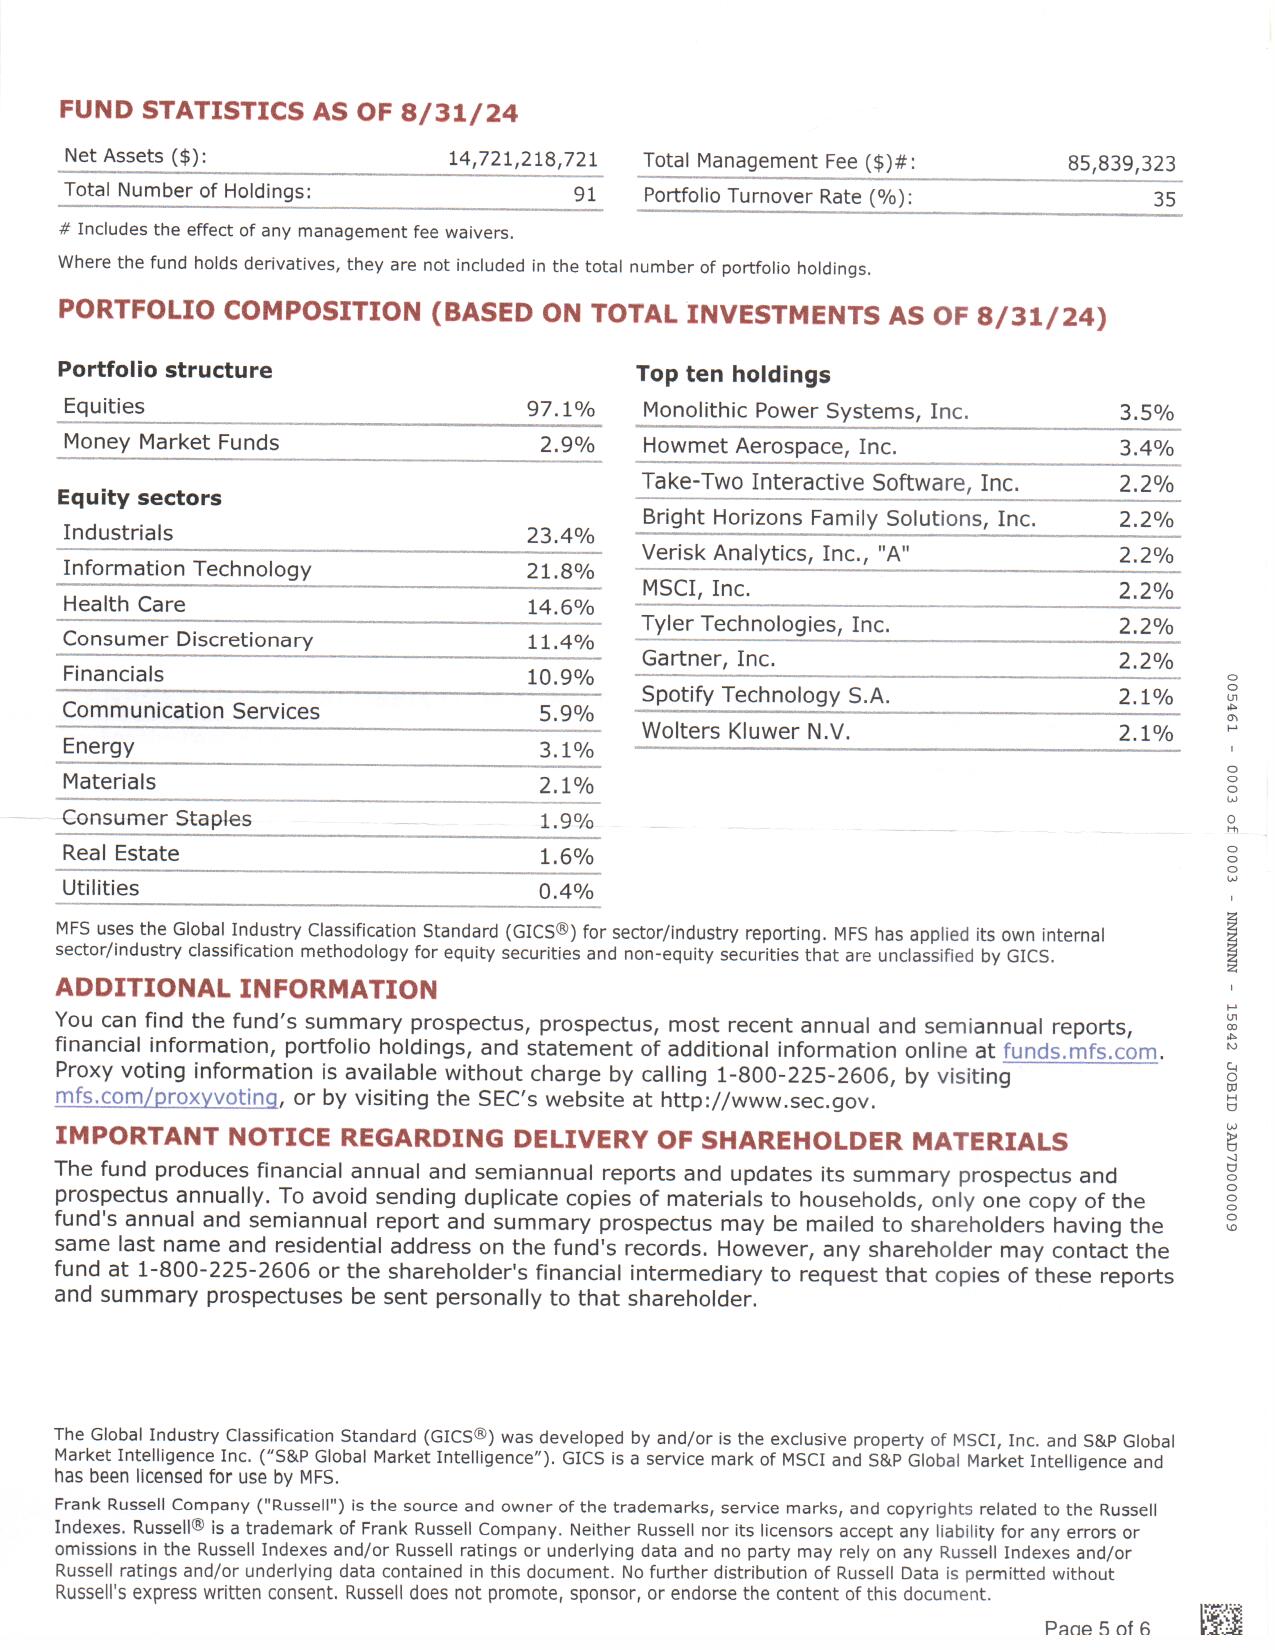 FUND STATISTICS AS OF 8/31/24
Net Assets ($): 14,721,218,721 Total Management Fee ($)#: 85,839,323
Total Number of Holdings: 91 Portfolio Turnover Rate (%): 35
# Includes the effect of any management fee waivers.
Where the fund holds derivatives, they are not included in the total number of portfolio holdings.
PORTFOLIO COMPOSITION (BASED ON TOTAL INVESTMENTS AS OF 8/31/24)
Portfolio structure
Equities 97.1%
Money Market Funds 2.9%
Equity sectors
Industrials 23.4%
Information Technology 21.8%
Health Care 14.6%
Consumer Discretionary 11.4%
Financials 10.9%
Communication Services 5.9%
Energy 3.1%
Materials 2.1%
Consumer Staples 1.9%
Real Estate 1.6%
Utilities 0.4%
Top ten holdings
Monolithic Power Systems, Inc. 3.5%
Howmet Aerospace, Inc. 3.4%
Take-Two Interactive Software, Inc. 2.2%
Bright Horizons Family Solutions, Inc. 2.2%
Verisk Analytics, Inc., "A" 2.2%
MSCI, Inc. 2.2%
Tyler Technologies, Inc. 2.2%
Gartner, Inc. 2.2%
Spotify Technology S.A. 2.1%
Wolters Kluwer N.V. 2.1%
MFS uses the Global Industry Classification Standard (GICS®) for sector/industry reporting. MFS has applied its own internal
sector/industry classification methodology for equity securities and non-equity securities that are unclassified by GICS.
ADDITIONAL INFORMATION
You can find the fund’s summary prospectus, prospectus, most recent annual and semiannual reports,
financial information, portfolio holdings, and statement of additional information online at funds.mfs.com.
Proxy voting information is available without charge by calling 1-800-225-2606, by visiting
mfs.com/proxyvoting, or by visiting the SEC’s website at http://www.sec.gov.
IMPORTANT NOTICE REGARDING DELIVERY OF SHAREHOLDER MATERIALS
The fund produces financial annual and semiannual reports and updates its summary prospectus and
prospectus annually. To avoid sending duplicate copies of materials to households, only one copy of the
fund's annual and semiannual report and summary prospectus may be mailed to shareholders having the
same last name and residential address on the fund's records. However, any shareholder may contact the
fund at 1-800-225-2606 or the shareholder's financial intermediary to request that copies of these reports
and summary prospectuses be sent personally to that shareholder.
The Global Industry Classification Standard (GICS®) was developed by and/or is the exclusive property of MSCI, Inc. and S&P Global
Market Intelligence Inc. (“S&P Global Market Intelligence”). GICS is a service mark of MSCI and S&P Global Market Intelligence and
has been licensed for use by MFS.
Frank Russell Company ("Russell") is the source and owner of the trademarks, service marks, and copyrights related to the Russell
Indexes. Russell® is a trademark of Frank Russell Company. Neither Russell nor its licensors accept any liability for any errors or
omissions in the Russell Indexes and/or Russell ratings or underlying data and no party may rely on any Russell Indexes and/or
Russell ratings and/or underlying data contained in this document. No further distribution of Russell Data is permitted without
Russell's express written consent. Russell does not promote, sponsor, or endorse the content of this document.
Page 5 of 6
005461 - 0003 of 0003 - NNNNNN - 15842 JOBID 3AD7D000009